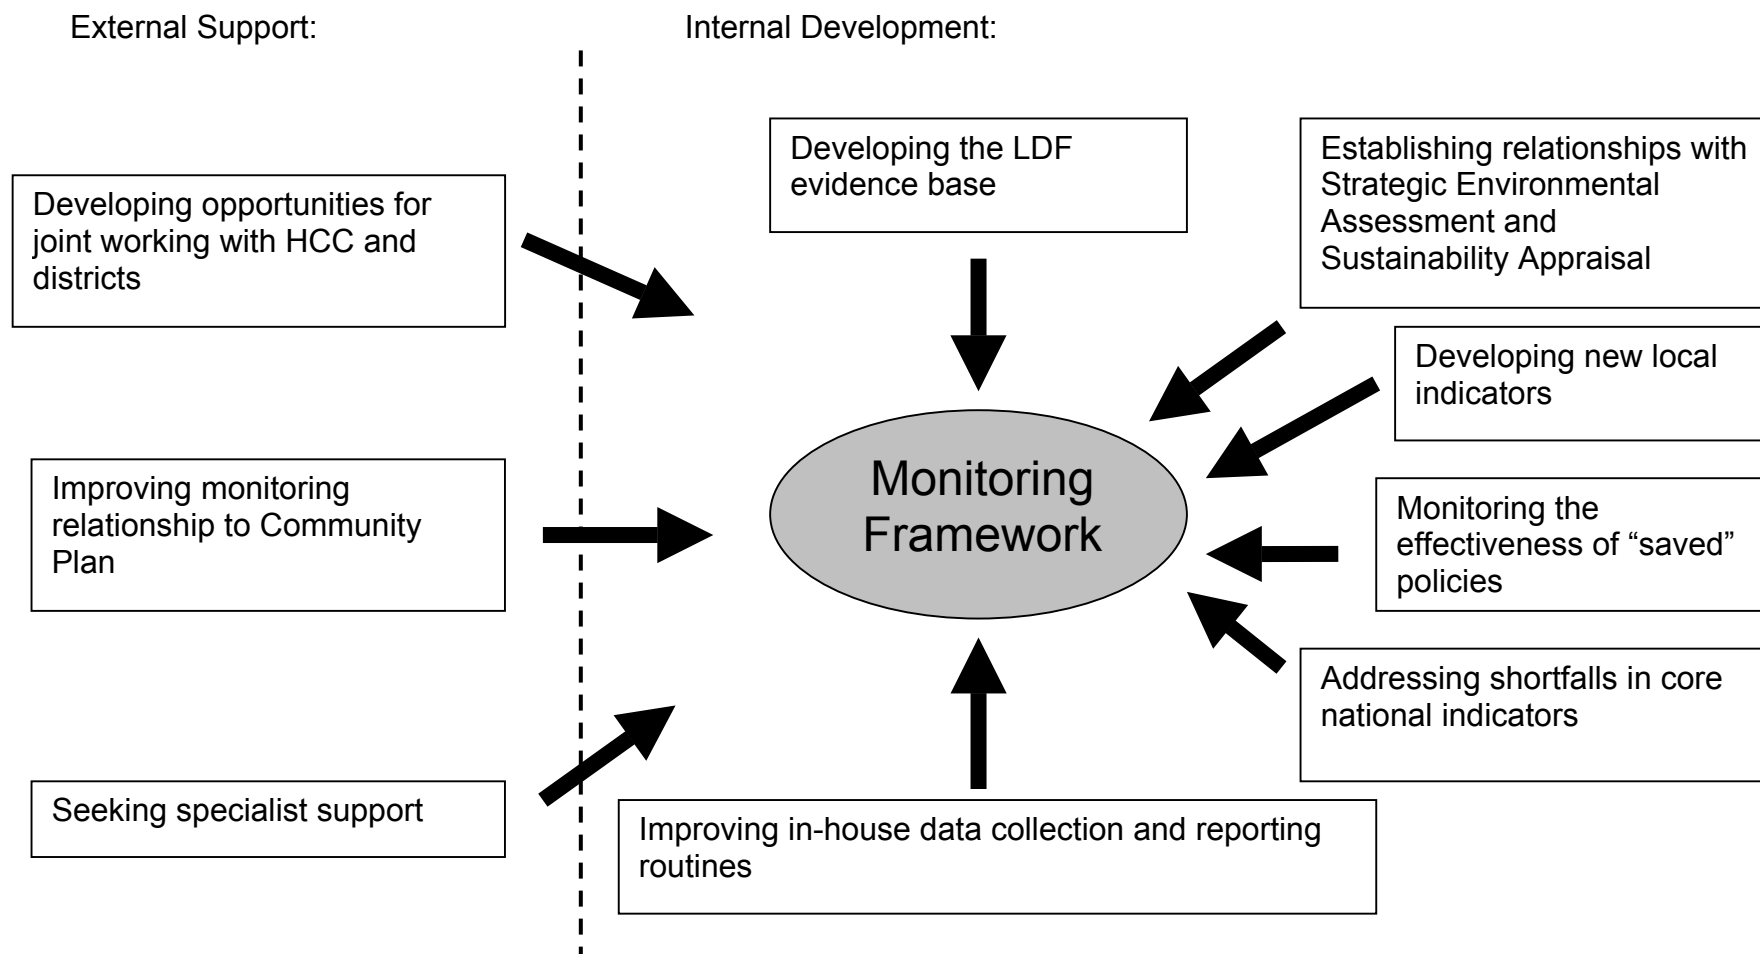 External Support:
Internal Development:
Developing opportunities for
joint working with HCC and
districts
Improving monitoring
relationship to Community
Plan
Seeking specialist support
Developing the LDF
evidence base
Monitoring
Framework
Improving in-house data collection and reporting
routines
Establishing relationships with
Strategic Environmental
Assessment and
Sustainability Appraisal
Developing new local
indicators
Monitoring the
effectiveness of “saved”
policies
Addressing shortfalls in core
national indicators